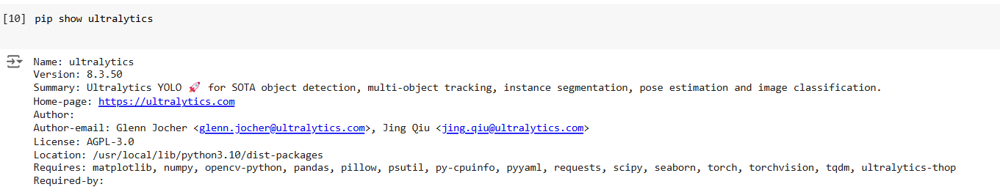 [10] pip show ultralytics
Name: ultralytics
Version: 8.3.50
Summary: Ultralytics YOLO 🚀 for SOTA object detection, multi-object tracking, instance segmentation, pose estimation and image classification.
Home-page: https://ultralytics.com
Author:
Author-email: Glenn Jocher <glenn.jocher@ultralytics.com>, Jing Qiu <jing.qiu@ultralytics.com>
License: AGPL-3.0
Location: /usr/local/lib/python3.10/dist-packages
Requires: matplotlib, numpy, opencv-python, pandas, pillow, psutil, py-cpuinfo, pyyaml, requests, scipy, seaborn, torch, torchvision, tqdm, ultralytics-thop
Required-by: